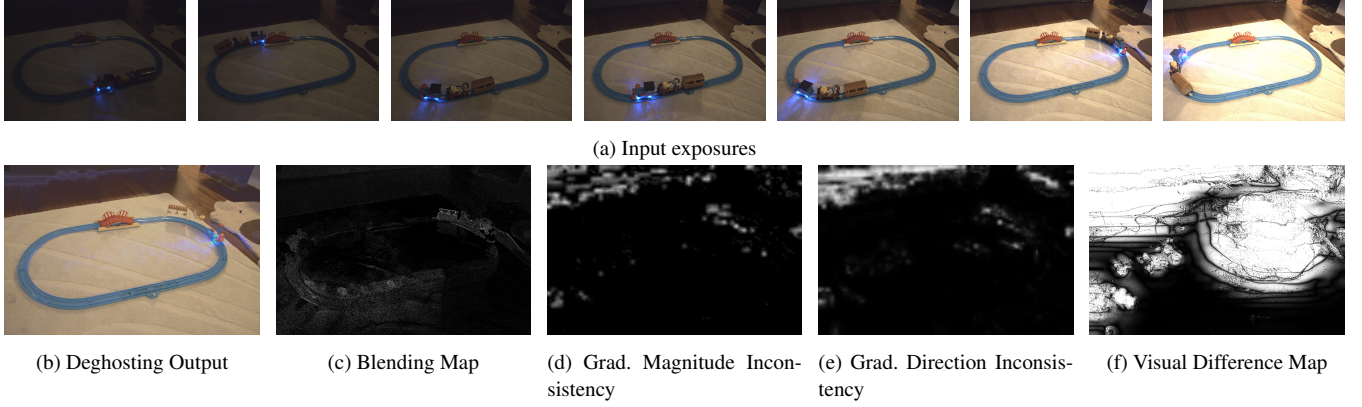 (a) Input exposures
(b) Deghosting Output
(c) Blending Map
(d) Grad. Magnitude Incon-
sistency
(e) Grad. Direction Inconsis-
tency
(f) Visual Difference Map